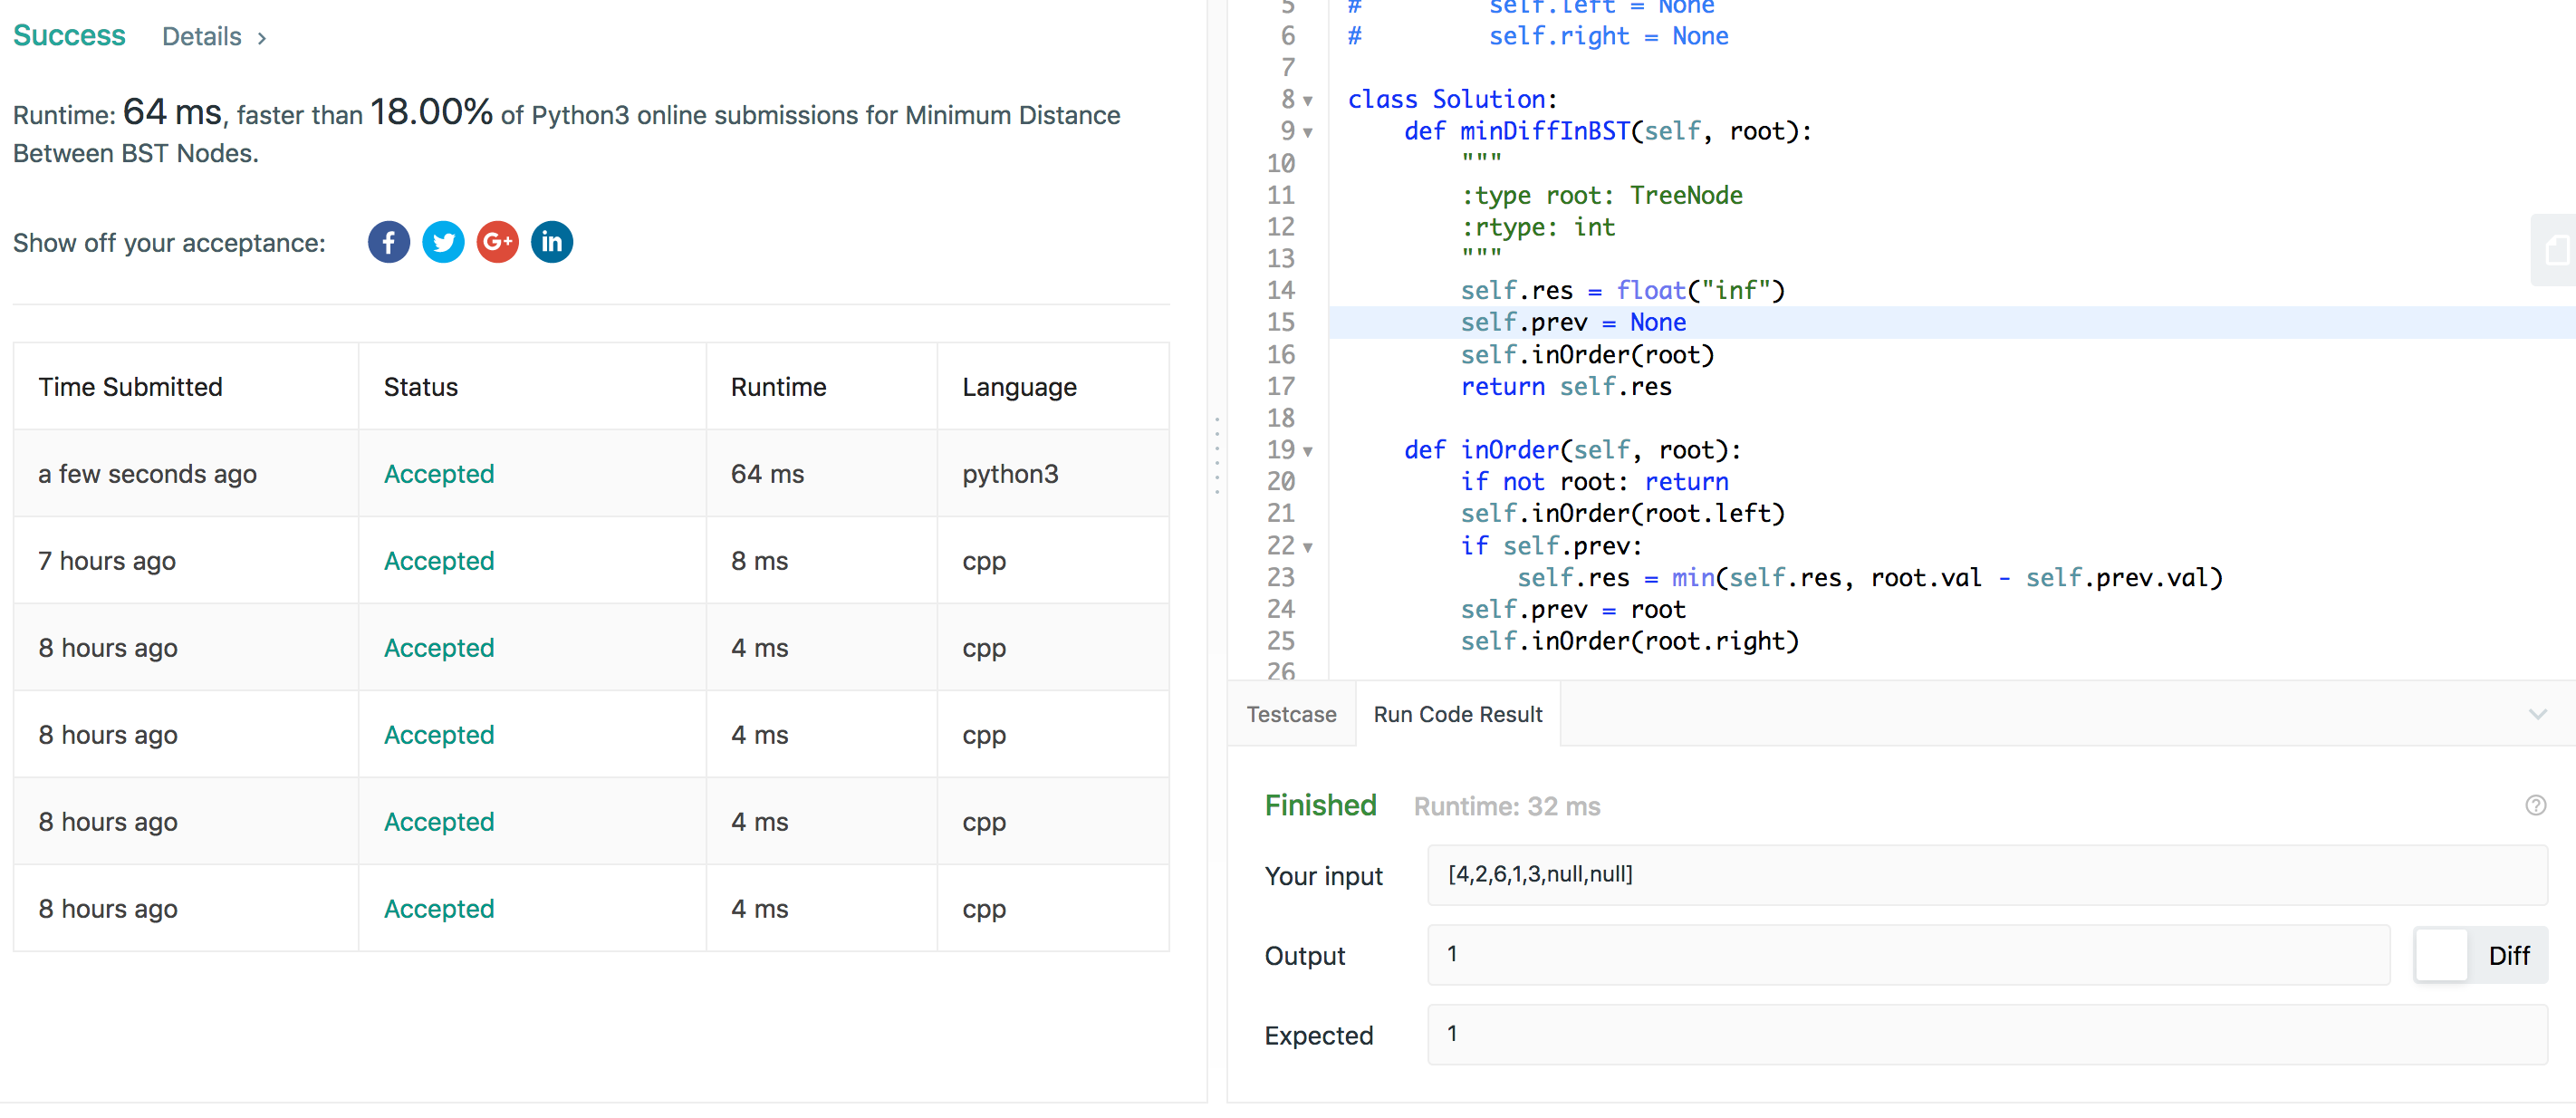 Success Details >
Runtime: 64 ms, faster than 18.00% of Python3 online submissions for Minimum Distance
Between BST Nodes.
Show off your acceptance: f G+ in
Time Submitted Status Runtime Language
a few seconds ago Accepted 64 ms python3
7 hours ago Accepted 8 ms cpp
8 hours ago Accepted 4 ms cpp
8 hours ago Accepted 4 ms cpp
8 hours ago Accepted 4 ms cpp
8 hours ago Accepted 4 ms cpp
5 #         self.left = None
6 #         self.right = None
7
8 class Solution:
9     def minDiffInBST(self, root):
10         """
11         :type root: TreeNode
12         :rtype: int
13         """
14         self.res = float("inf")
15         self.prev = None
16         self.inOrder(root)
17         return self.res
18
19     def inOrder(self, root):
20         if not root: return
21         self.inOrder(root.left)
22         if self.prev:
23             self.res = min(self.res, root.val - self.prev.val)
24         self.prev = root
25         self.inOrder(root.right)
26
Testcase Run Code Result
Finished Runtime: 32 ms ?
Your input [4,2,6,1,3,null,null]
Output 1 Diff
Expected 1